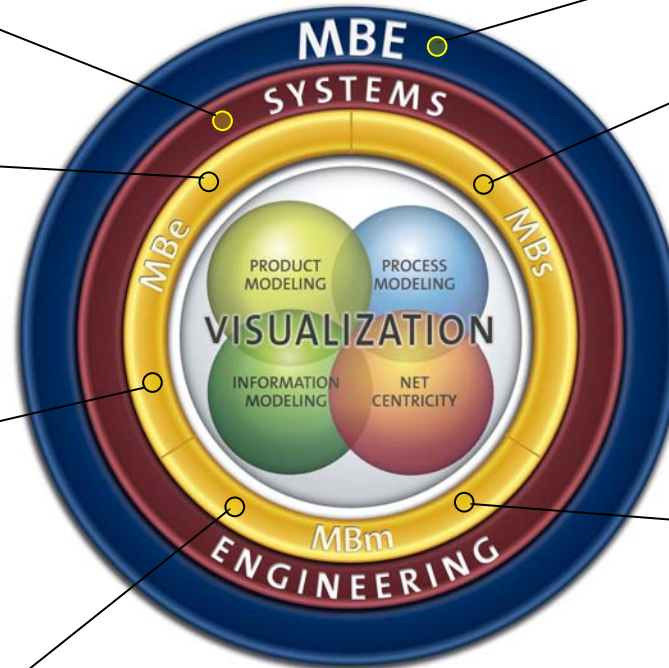 MBE
SYSTEMS
MBe
MBs
PRODUCT
MODELING
PROCESS
MODELING
VISUALIZATION
INFORMATION
MODELING
NET
CENTRICITY
MBm
ENGINEERING